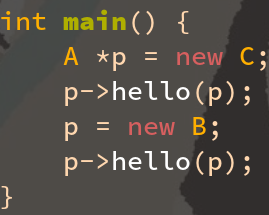 int main() {
    A *p = new C;
    p->hello(p);
    p = new B;
    p->hello(p);
}